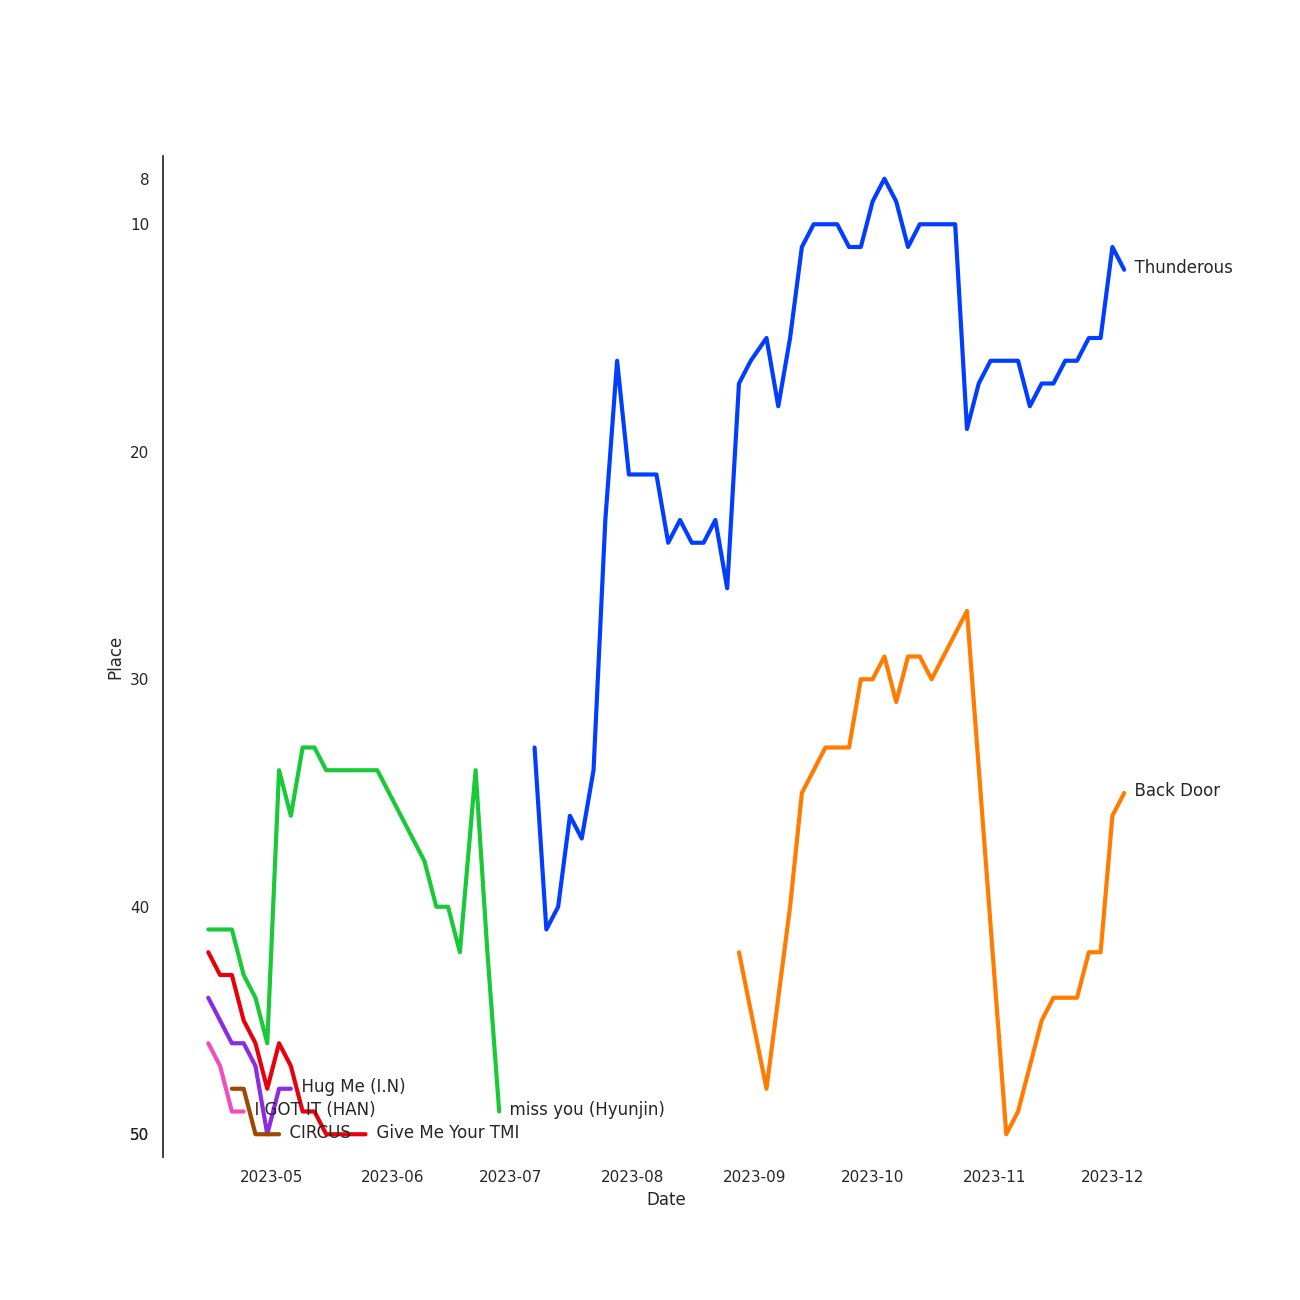 8
10
Thunderous
20
Place
30
Back Door
40
Hug Me (I.N)
I GOT IT (HAN)
miss you (Hyunjin)
50
CIRCUS
Give Me Your TMI
2023-05
2023-06
2023-07
2023-08
2023-09
2023-10
2023-11
2023-12
Date